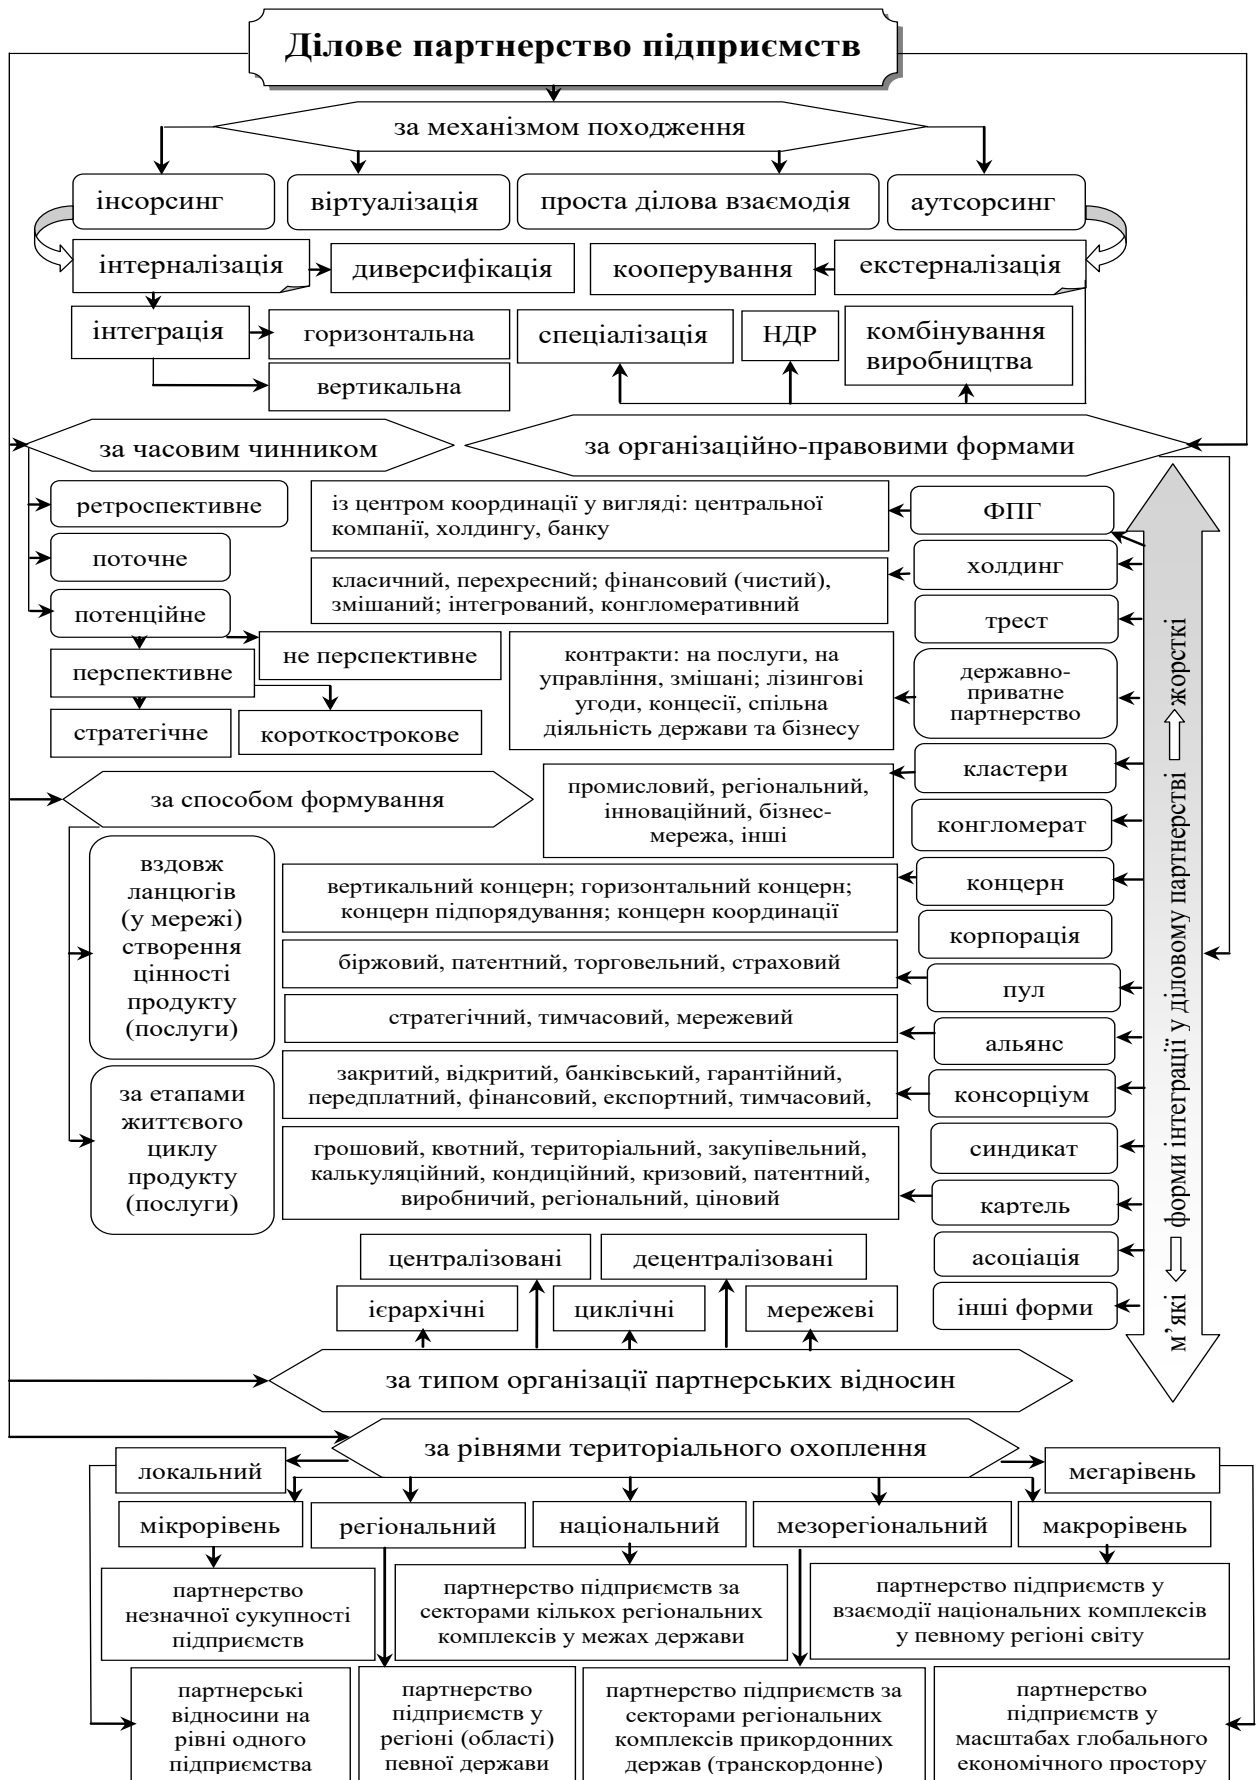 Ділове партнерство підприємств
за механізмом походження
інсорсинг
віртуалізація
проста ділова взаємодія
аутсорсинг
інтерналізація
диверсифікація
кооперування
екстерналізація
інтеграція
горизонтальна
вертикальна
спеціалізація
НДР
комбінування
виробництва
за часовим чинником
за організаційно-правовими формами
ретроспективне
поточне
потенційне
не перспективне
перспективне
стратегічне
короткострокове
із центром координації у вигляді: центральної
компанії, холдингу, банку
ФПГ
класичний, перехресний; фінансовий (чистий),
змішаний; інтегрований, конгломеративний
холдинг
трест
контракти: на послуги, на
управління, змішані; лізингові
угоди, концесії, спільна
діяльність держави та бізнесу
державно-
приватне
партнерство
промисловий, регіональний,
інноваційний, бізнес-
мережа, інші
кластери
конгломерат
за способом формування
вздовж
ланцюгів
(у мережі)
створення
цінності
продукту
(послуги)
за етапами
життєвого
циклу
продукту
(послуги)
вертикальний концерн; горизонтальний концерн;
концерн підпорядування; концерн координації
концерн
корпорація
біржовий, патентний, торговельний, страховий
пул
стратегічний, тимчасовий, мережевий
альянс
закритий, відкритий, банківський, гарантійний,
передплатний, фінансовий, експортний, тимчасовий,
консорціум
синдикат
грошовий, квотний, територіальний, закупівельний,
калькуляційний, кондиційний, кризовий, патентний,
виробничий, регіональний, ціновий
картель
асоціація
інші форми
м’які форми інтеграції у діловому партнерстві жорсткі
централізовані
децентралізовані
ієрархічні
циклічні
мережеві
за типом організації партнерських відносин
за рівнями територіального охоплення
локальний
мегарівень
мікрорівень
регіональний
національний
мезорегіональний
макрорівень
партнерство
незначної сукупності
підприємств
партнерство підприємств за
секторами кількох регіональних
комплексів у межах держави
партнерство підприємств у
взаємодії національних комплексів
у певному регіоні світу
партнерські
відносини на
рівні одного
підприємства
партнерство
підприємств у
регіоні (області)
певної держави
партнерство підприємств за
секторами регіональних
комплексів прикордонних
держав (транскордонне)
партнерство
підприємств у
масштабах глобального
економічного простору